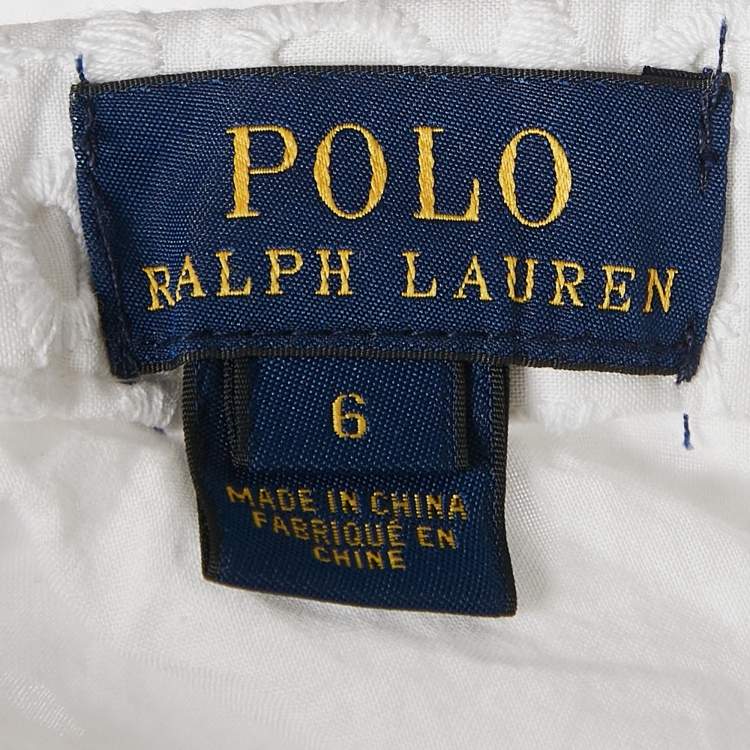 POLO
RALPH LAUREN
6
MADE IN CHINA
FABRIQUÉ EN
CHINE